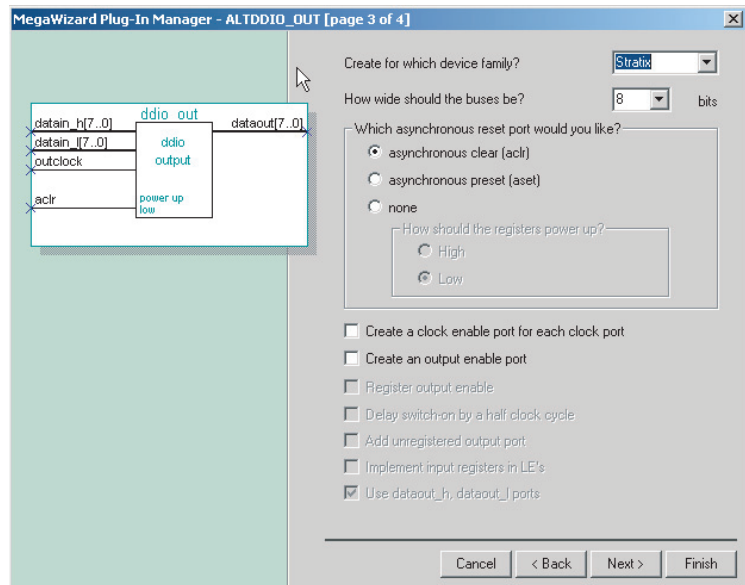 MegaWizard Plug-In Manager - ALTDDIO_OUT [page 3 of 4]
ddio_out
datain_h[7..0]
dataout[7..0]
datain_l[7..0]
ddio
outclock
output
aclr
power up
low
Create for which device family?
Stratix
How wide should the buses be?
8
bits
Which asynchronous reset port would you like?
asynchronous clear (aclr)
asynchronous preset (aset)
none
How should the registers power up?
High
Low
Create a clock enable port for each clock port
Create an output enable port
Register output enable
Delay switch-on by a half clock cycle
Add unregistered output port
Implement input registers in LE's
Use dataout_h, dataout_l ports
Cancel
< Back
Next >
Finish